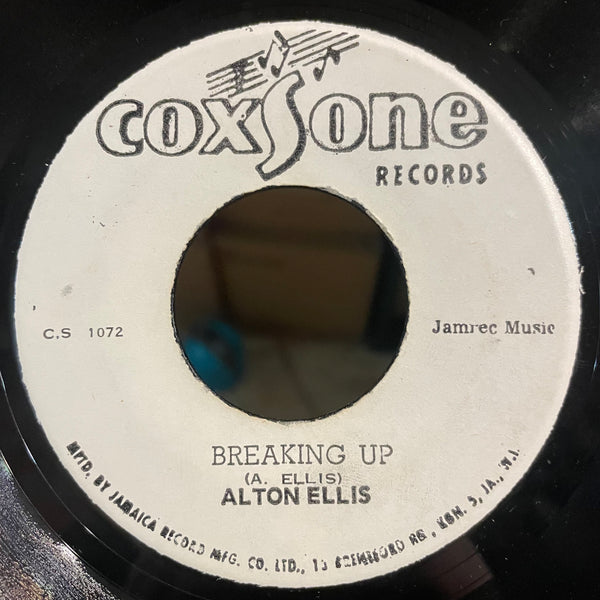 coxSone
RECORDS
C.S 1072
Jamrec Music
BREAKING UP
(A. ELLIS)
ALTON ELLIS
MFTD. BY JAMAICA RECORD MFG. CO. LTD., 13 BRENTFORD RD, KGN. 5, JA., W.I.